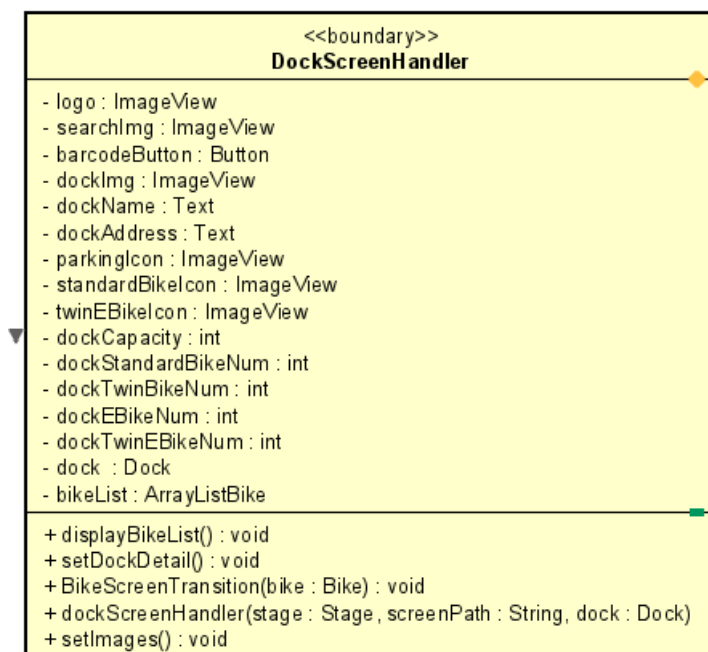 <<boundary>>
DockScreenHandler
- logo : ImageView
- searchImg : ImageView
- barcodeButton : Button
- dockImg : ImageView
- dockName : Text
- dockAddress : Text
- parkingIcon : ImageView
- standardBikeIcon : ImageView
- twinEBikeIcon : ImageView
- dockCapacity : int
- dockStandardBikeNum : int
- dockTwinBikeNum : int
- dockEBikeNum : int
- dockTwinEBikeNum : int
- dock : Dock
- bikeList : ArrayListBike
+ displayBikeList() : void
+ setDockDetail() : void
+ BikeScreenTransition(bike : Bike) : void
+ dockScreenHandler(stage : Stage, screenPath : String, dock : Dock)
+ setImages() : void